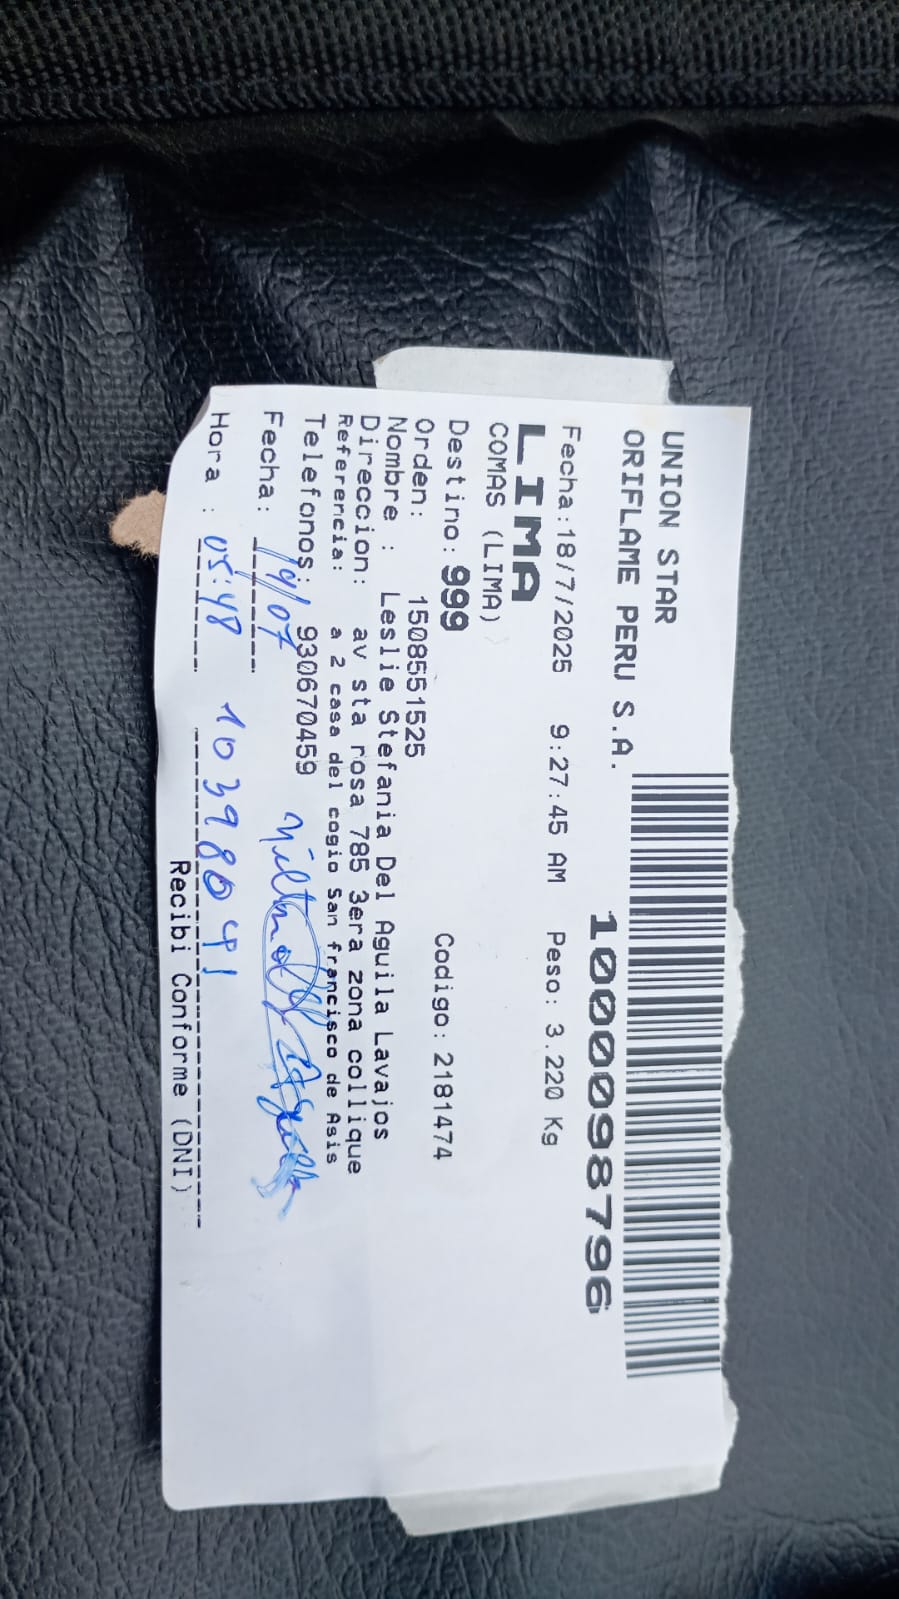 UNION STAR
ORIFLAME PERU S.A.
1000098796
Fecha:18/7/2025 9:27:45 AM Peso: 3.220 Kg
LIMA
COMAS (LIMA)
Destino: 999 Codigo: 2181474
Orden: 1508551525
Nombre : Leslie Stefania Del Aguila Lavajos
Direccion: av sta rosa 785 3era zona collique
Referencia: a 2 casa del cogio San francisco de Asis
Telefonos: 930670459
Fecha: 19/07
Hora : 05:48 10398041
Recibi Conforme (DNI)